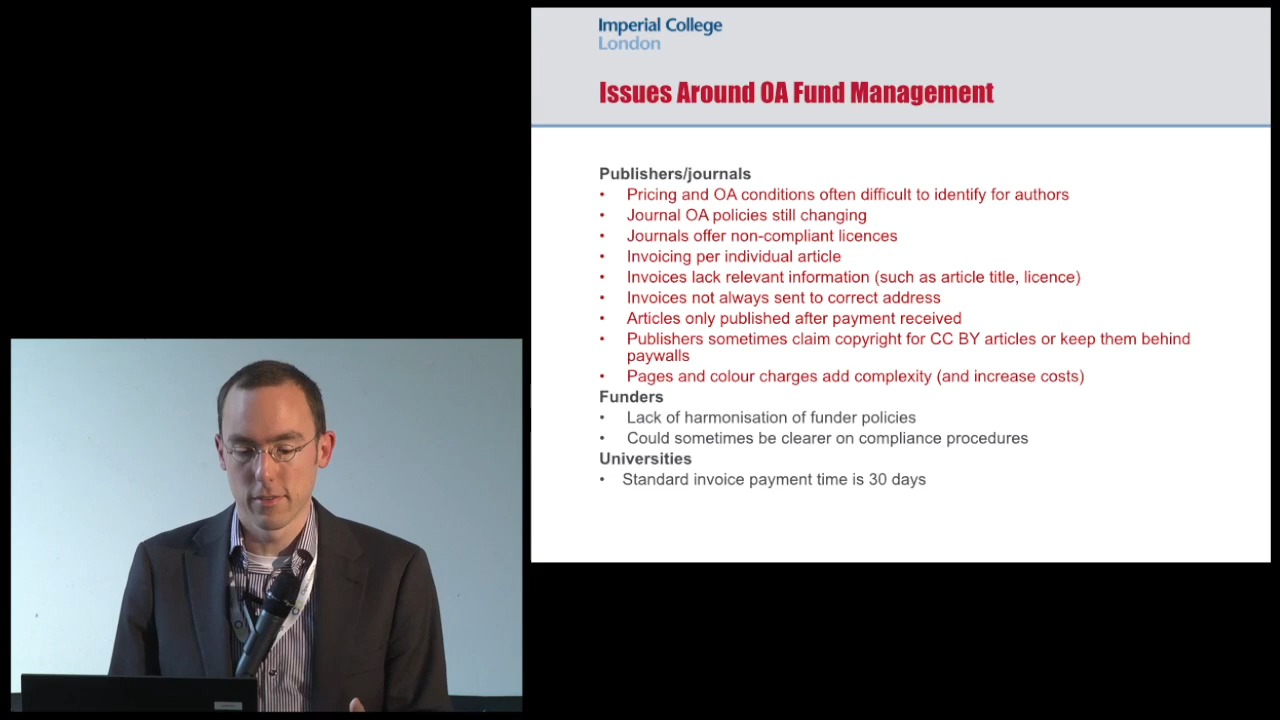 Imperial College
London
Issues Around OA Fund Management
Publishers/journals
• Pricing and OA conditions often difficult to identify for authors
• Journal OA policies still changing
• Journals offer non-compliant licences
• Invoicing per individual article
• Invoices lack relevant information (such as article title, licence)
• Invoices not always sent to correct address
• Articles only published after payment received
• Publishers sometimes claim copyright for CC BY articles or keep them behind
paywalls
• Pages and colour charges add complexity (and increase costs)
Funders
• Lack of harmonisation of funder policies
• Could sometimes be clearer on compliance procedures
Universities
• Standard invoice payment time is 30 days